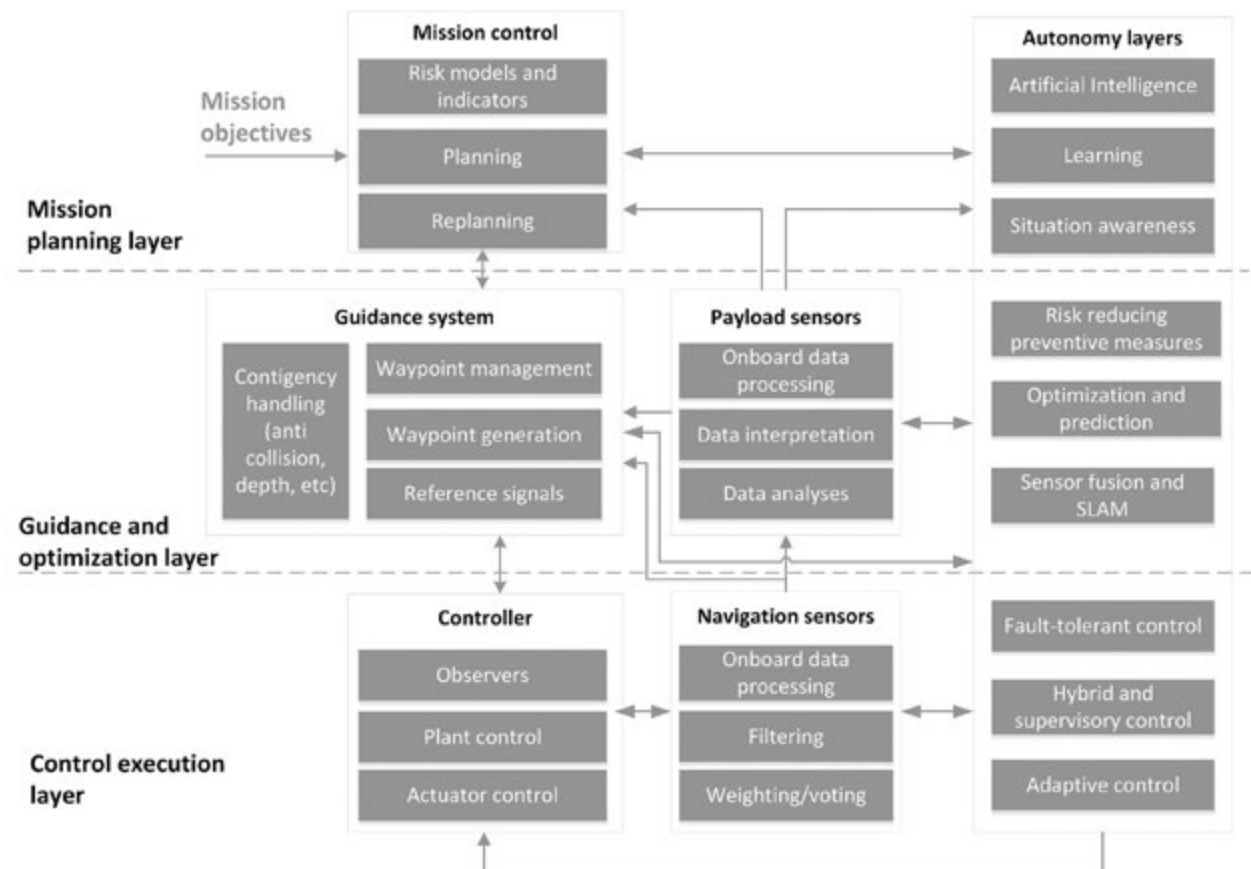 Mission control
Risk models and
indicators
Planning
Replanning
Mission
objectives
Mission
planning layer
Autonomy layers
Artificial Intelligence
Learning
Situation awareness
Guidance system
Contigency
handling
(anti
collision,
depth, etc)
Waypoint management
Waypoint generation
Reference signals
Payload sensors
Onboard data
processing
Data interpretation
Data analyses
Risk reducing
preventive measures
Optimization and
prediction
Sensor fusion and
SLAM
Guidance and
optimization layer
Controller
Observers
Plant control
Actuator control
Navigation sensors
Onboard data
processing
Filtering
Weighting/voting
Fault-tolerant control
Hybrid and
supervisory control
Adaptive control
Control execution
layer